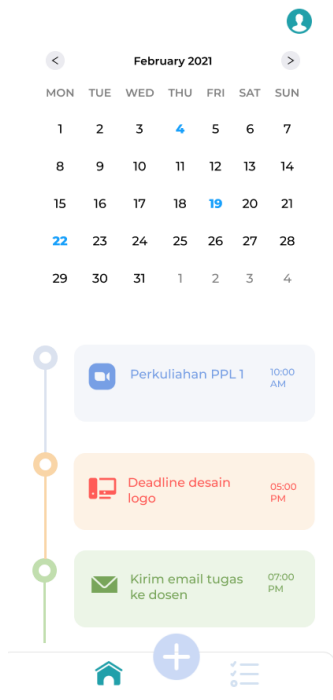 < February 2021 >
MON TUE WED THU FRI SAT SUN
1 2 3 4 5 6 7
8 9 10 11 12 13 14
15 16 17 18 19 20 21
22 23 24 25 26 27 28
29 30 31 1 2 3 4
Perkuliahan PPL 1
10:00
AM
Deadline desain
logo
05:00
PM
Kirim email tugas
ke dosen
07:00
PM